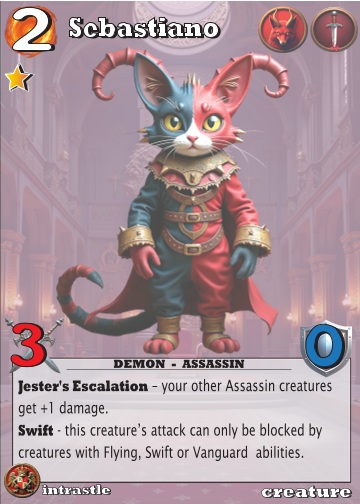 2 Sebastiano
3
0
DEMON - ASSASSIN
Jester's Escalation – your other Assassin creatures
get +1 damage.
Swift - this creature's attack can only be blocked by
creatures with Flying, Swift or Vanguard abilities.
intrastle
creature